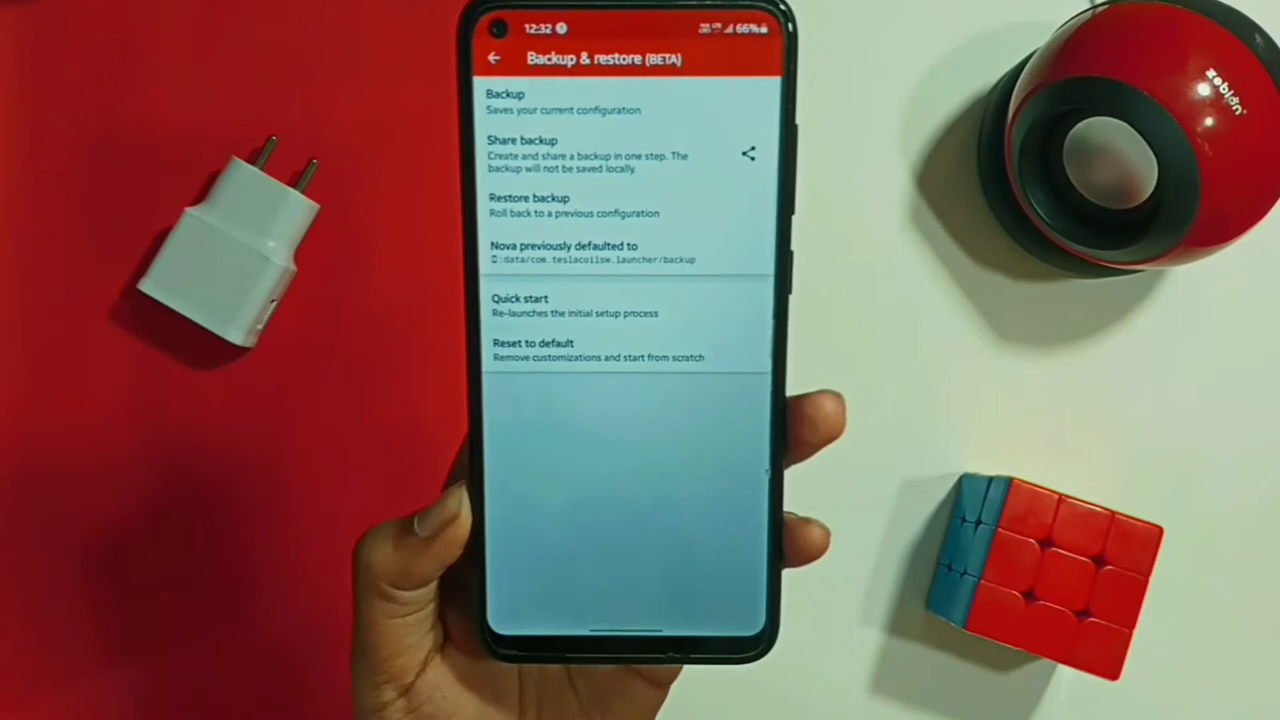 12:32
66%
Backup & restore (BETA)
Backup
Saves your current configuration
Share backup
Create and share a backup in one step. The
backup will not be saved locally.
Restore backup
Roll back to a previous configuration
Nova previously defaulted to
:data/com.teslacoilsw.launcher/backup
Quick start
Re-launches the initial setup process
Reset to default
Remove customizations and start from scratch
Zebion